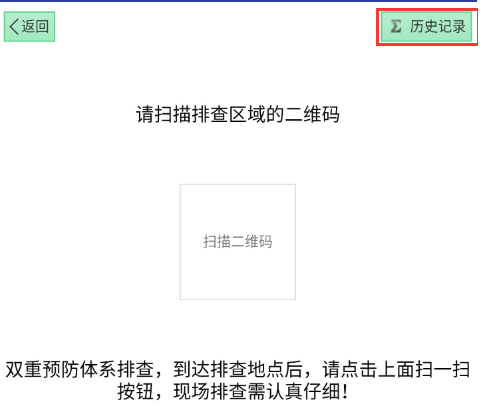 返回
Σ 历史记录
请扫描排查区域的二维码
扫描二维码
双重预防体系排查，到达排查地点后，请点击上面扫一扫
按钮，现场排查需认真仔细！